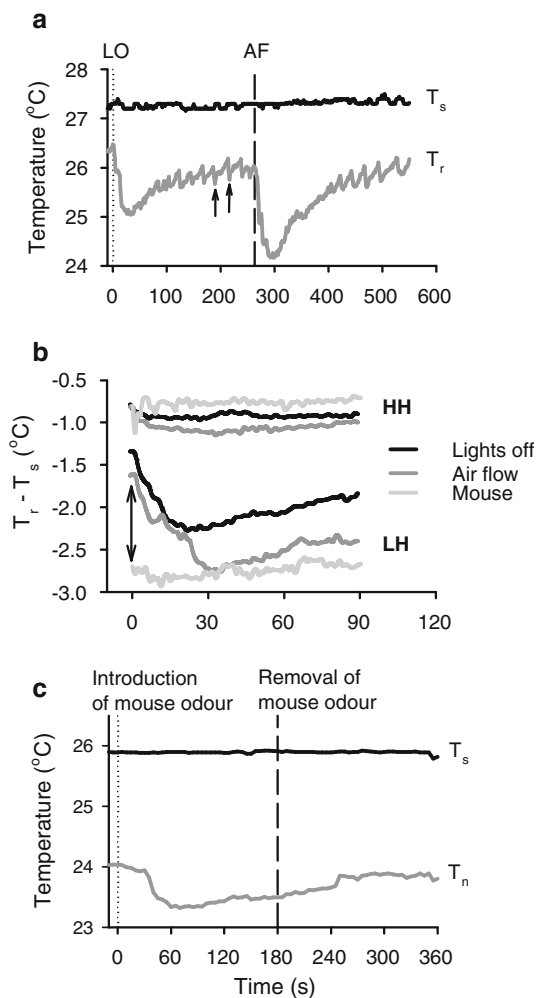 a
LO AF
Temperature (°C)
28
27
26
25
24
T_s
T_r
0 100 200 300 400 500 600
b
T_r - T_s (°C)
-0.5
-1.0
-1.5
-2.0
-2.5
-3.0
HH
Lights off
Air flow
Mouse
LH
0 30 60 90 120
c
Introduction
of mouse odour
Removal of
mouse odour
Temperature (°C)
26
25
24
23
T_s
T_n
0 60 120 180 240 300 360
Time (s)